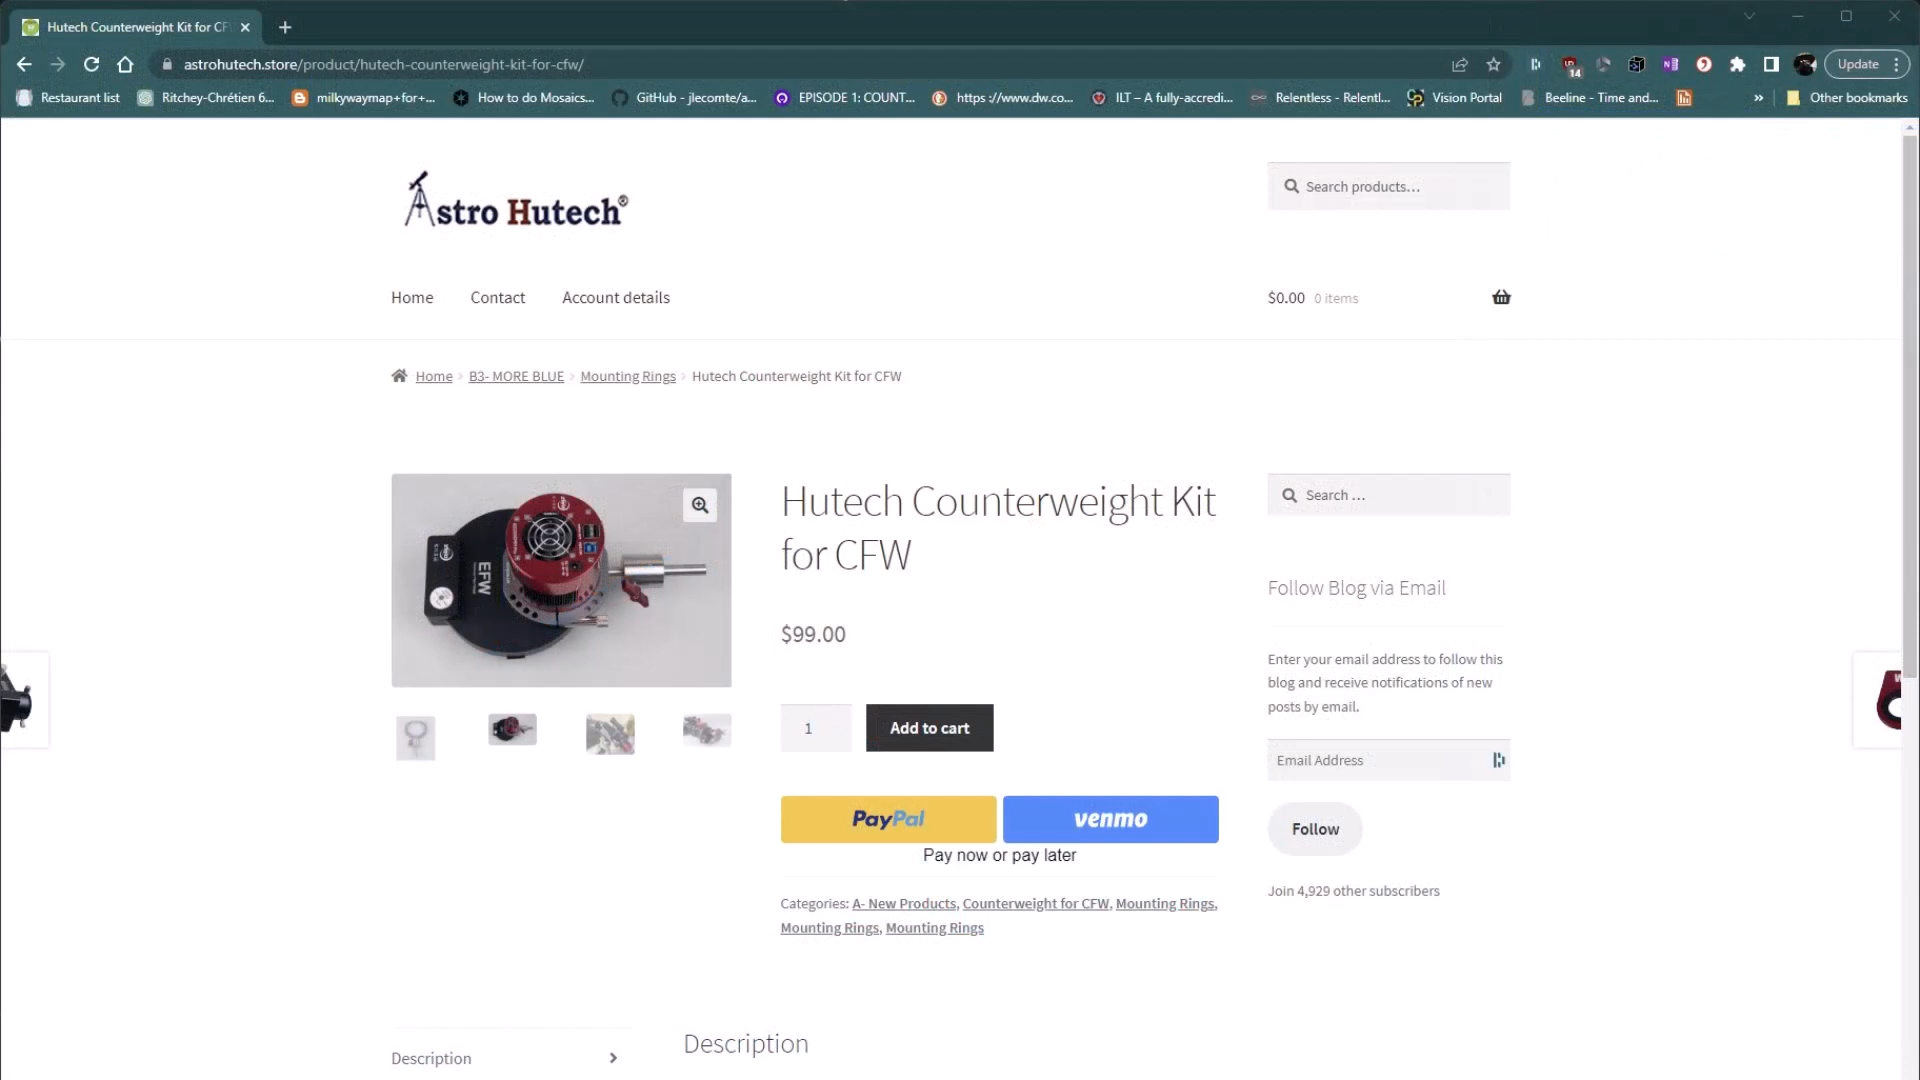 Hutech Counterweight Kit for CF
astrohutech.store/product/hutech-counterweight-kit-for-cfw/
14
Update
Restaurant list
Ritchey-Chrétien 6...
milkywaymap+for+...
How to do Mosaics...
GitHub - jlecomte/a...
EPISODE 1: COUNT...
https://www.dw.co...
ILT – A fully-accredi...
Relentless - Relentl...
Vision Portal
Beeline - Time and...
»
Other bookmarks
Astro Hutech®
Search products...
Home
Contact
Account details
$0.00 0 items
Home › B3- MORE BLUE › Mounting Rings › Hutech Counterweight Kit for CFW
EFW
Hutech Counterweight Kit
for CFW
$99.00
1
Add to cart
PayPal
venmo
Pay now or pay later
Categories: A- New Products, Counterweight for CFW, Mounting Rings,
Mounting Rings, Mounting Rings
Search ...
Follow Blog via Email
Enter your email address to follow this
blog and receive notifications of new
posts by email.
Email Address
Follow
Join 4,929 other subscribers
Description
Description